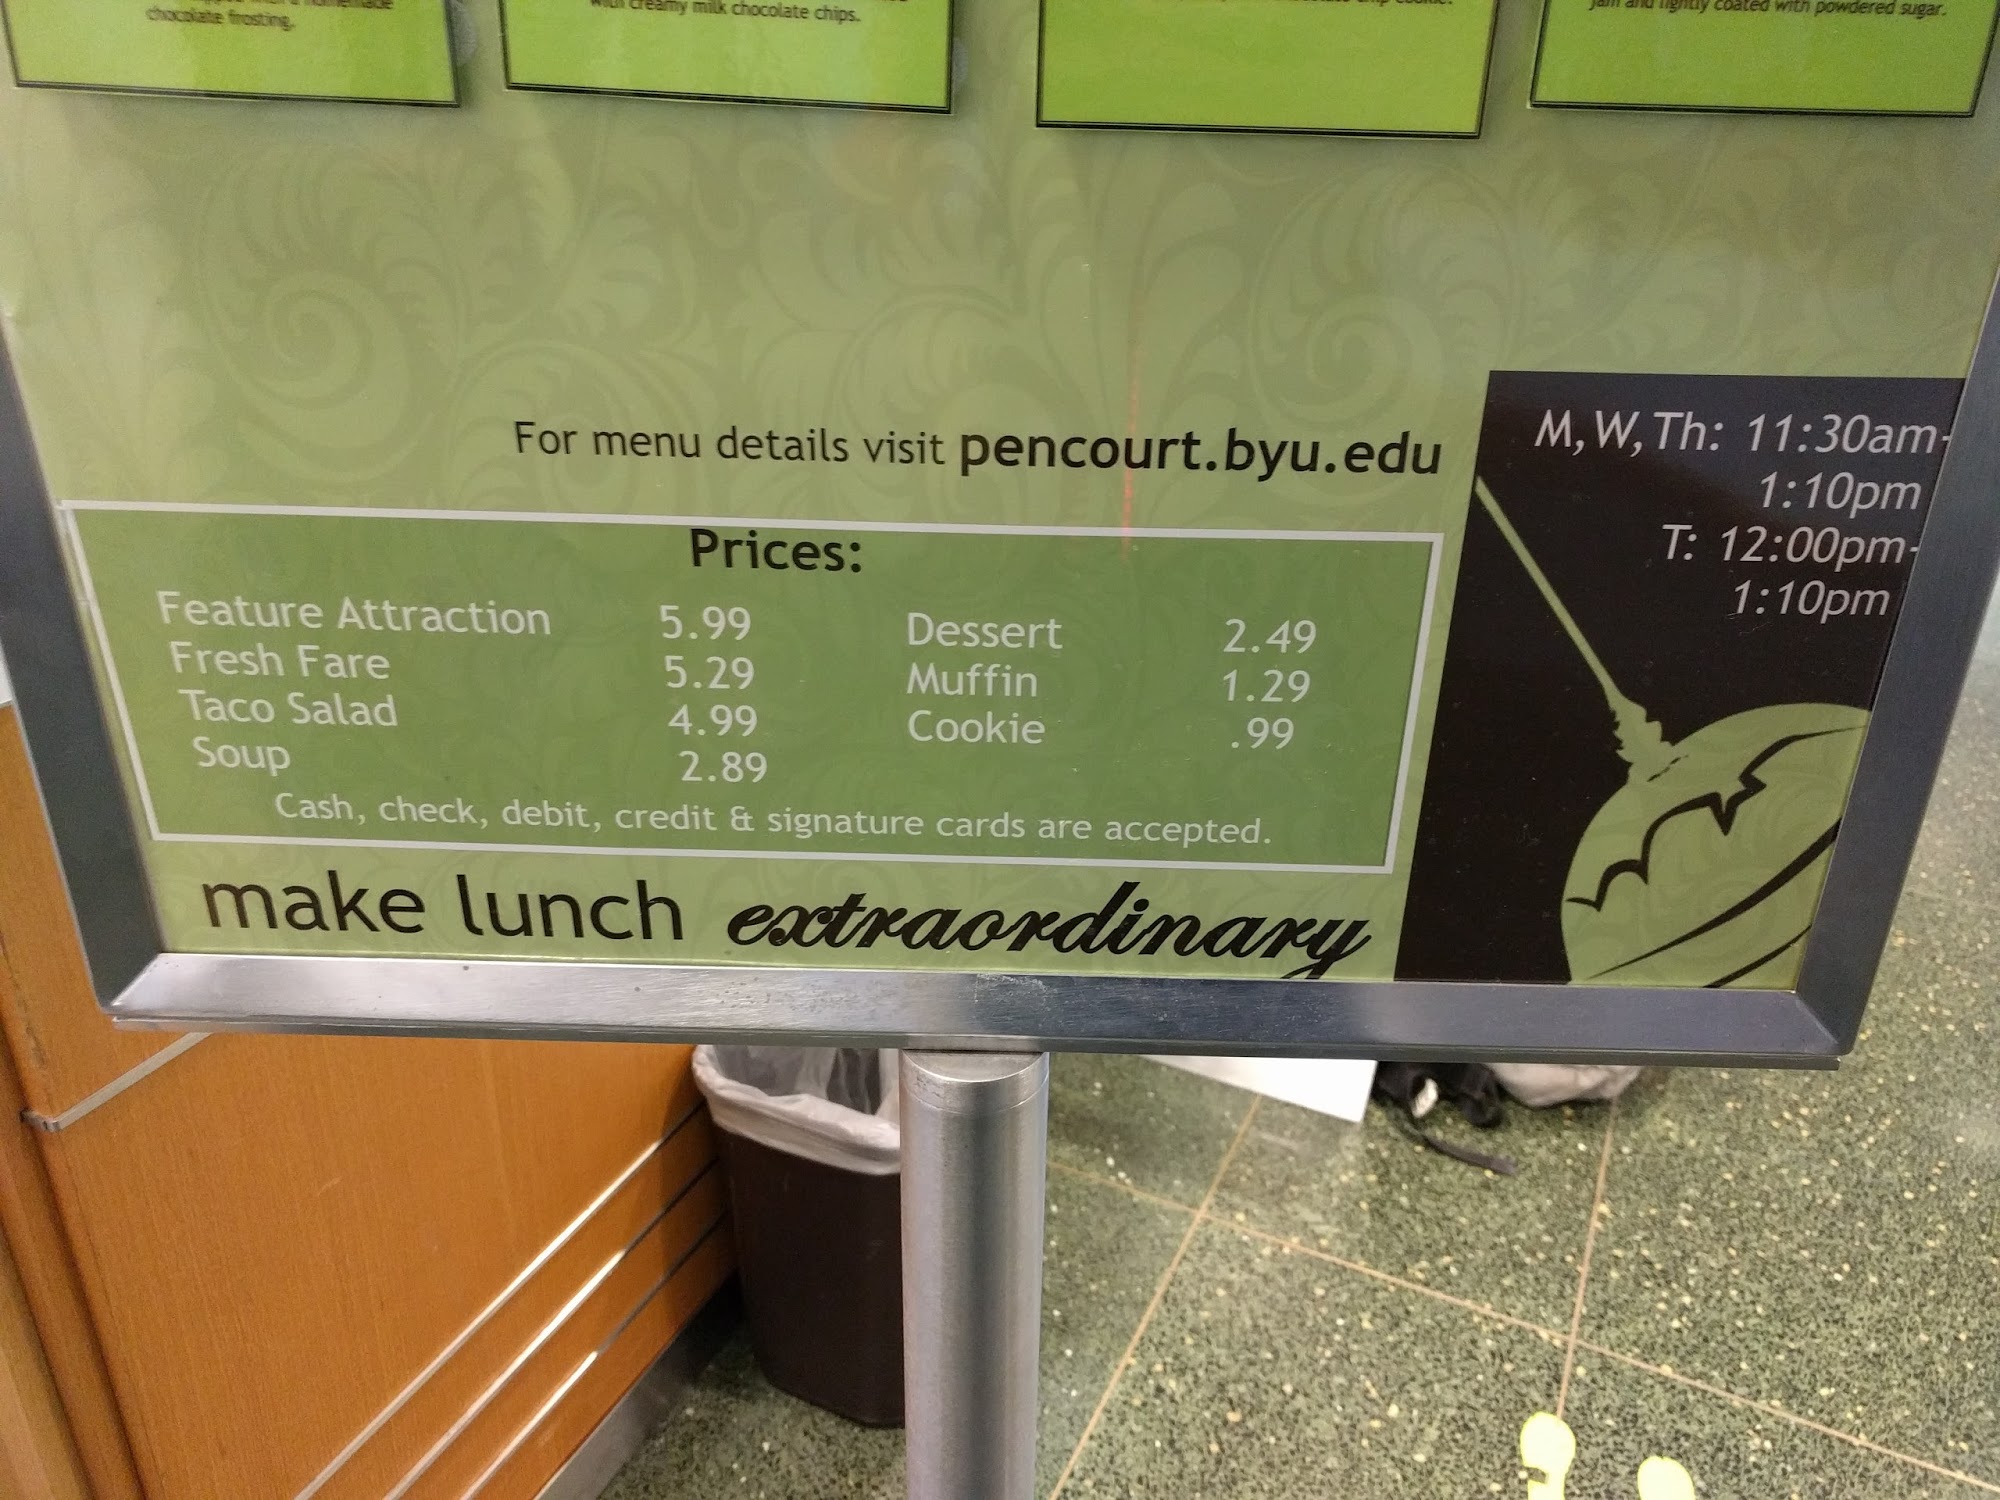 homemade
chocolate frosting.
with creamy milk chocolate chips.
chip cookie.
jam and lightly coated with powdered sugar.
For menu details visit pencourt.byu.edu
M,W,Th: 11:30am-
1:10pm
T: 12:00pm-
1:10pm
Prices:
Feature Attraction 5.99
Fresh Fare 5.29
Taco Salad 4.99
Soup 2.89
Dessert 2.49
Muffin 1.29
Cookie .99
Cash, check, debit, credit & signature cards are accepted.
make lunch extraordinary